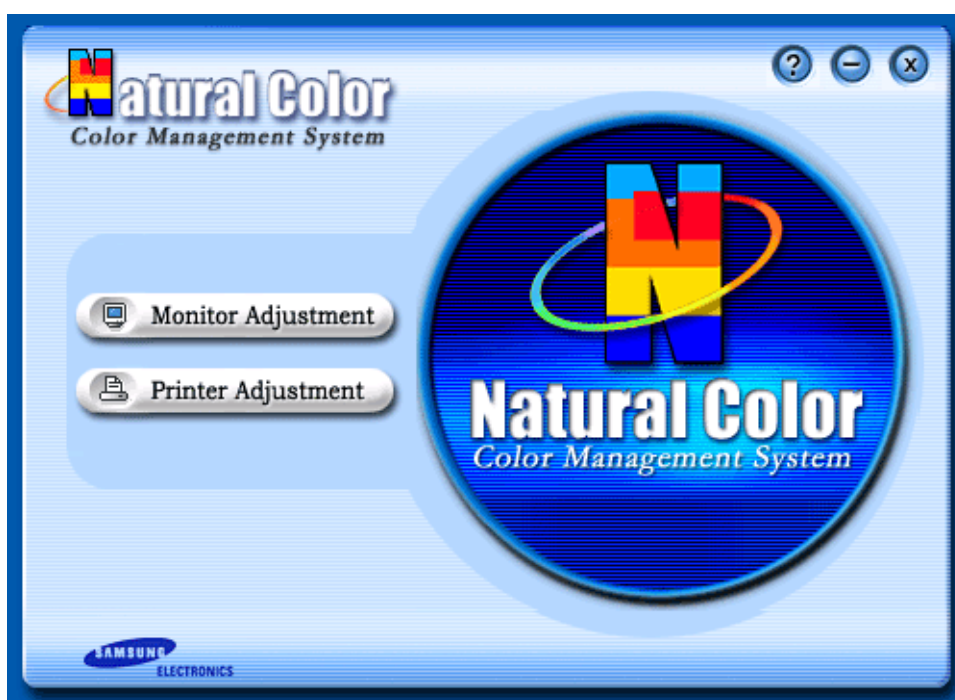 Natural Color
Color Management System
?
–
x
Monitor Adjustment
Printer Adjustment
N
Natural Color
Color Management System
SAMSUNG
ELECTRONICS